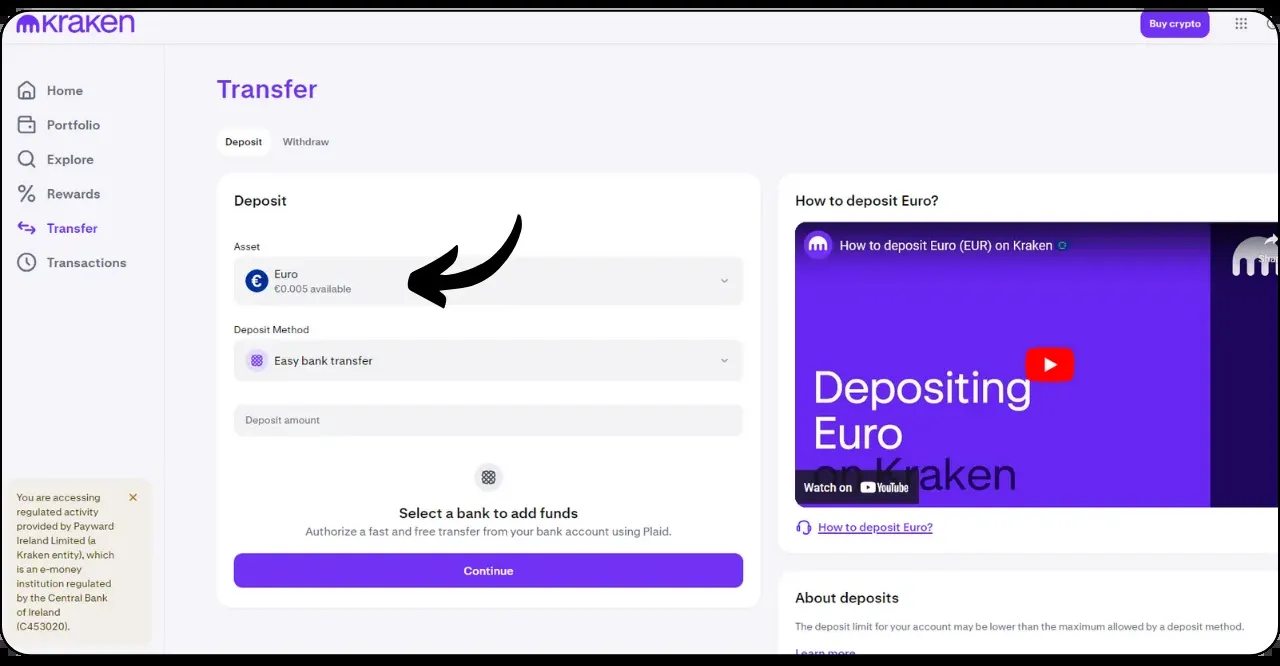 kraken
Buy crypto
Home
Portfolio
Explore
Rewards
Transfer
Transactions
You are accessing
regulated activity
provided by Payward
Ireland Limited (a
Kraken entity), which
is an e-money
institution regulated
by the Central Bank
of Ireland
(C453020).
Transfer
Deposit
Withdraw
Deposit
Asset
€
Euro
€0.005 available
Deposit Method
Easy bank transfer
Deposit amount
Select a bank to add funds
Authorize a fast and free transfer from your bank account using Plaid.
Continue
How to deposit Euro?
How to deposit Euro (EUR) on Kraken
Depositing
Euro
on Kraken
Watch on YouTube
How to deposit Euro?
About deposits
The deposit limit for your account may be lower than the maximum allowed by a deposit method.
Learn more